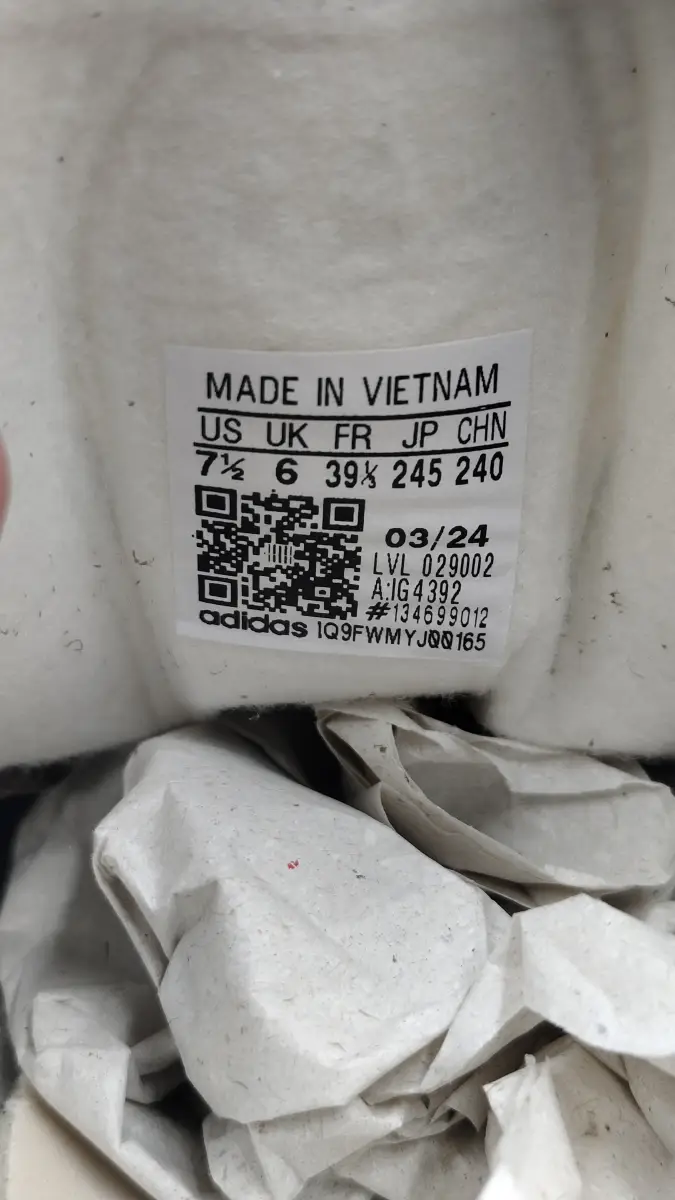 MADE IN VIETNAM
US UK FR JP CHN
7½ 6 39⅓ 245 240
03/24
LVL 029002
A:IG4392
#134699012
adidas 1Q9FWMYJ00165